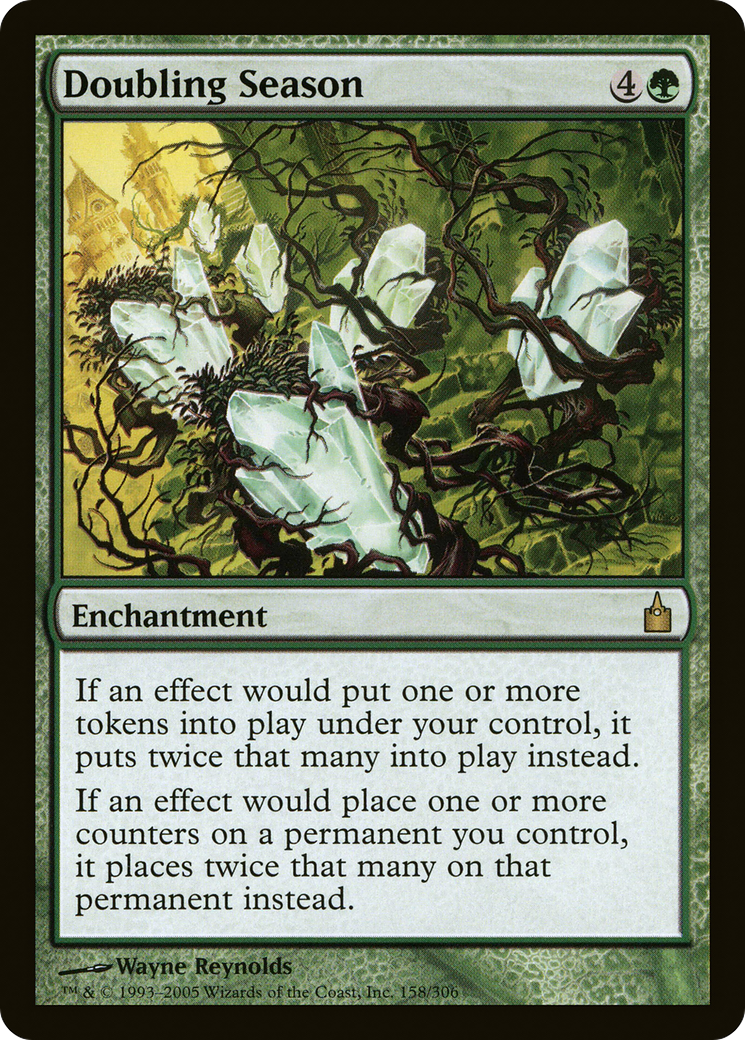 Doubling Season 4
Enchantment
If an effect would put one or more
tokens into play under your control, it
puts twice that many into play instead.
If an effect would place one or more
counters on a permanent you control,
it places twice that many on that
permanent instead.
Wayne Reynolds
™ & © 1993–2005 Wizards of the Coast, Inc. 158/306